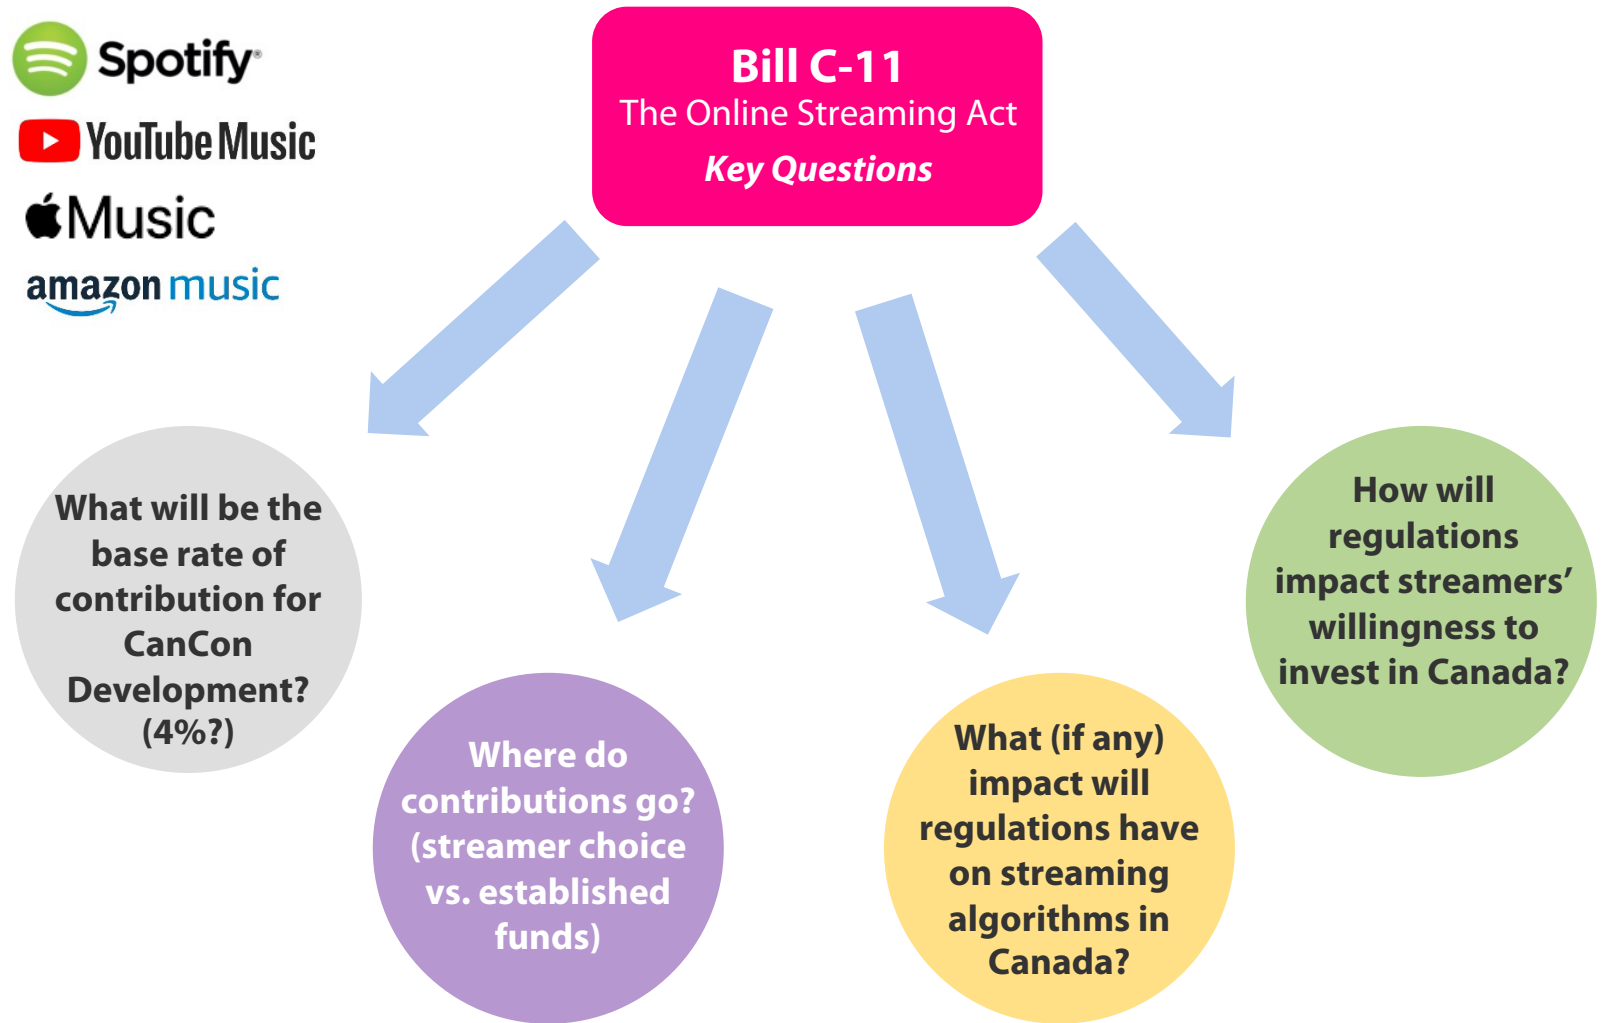 Spotify®
YouTube Music
Music
amazon music
Bill C-11
The Online Streaming Act
Key Questions
What will be the
base rate of
contribution for
CanCon
Development?
(4%?)
Where do
contributions go?
(streamer choice
vs. established
funds)
What (if any)
impact will
regulations have
on streaming
algorithms in
Canada?
How will
regulations
impact streamers’
willingness to
invest in Canada?